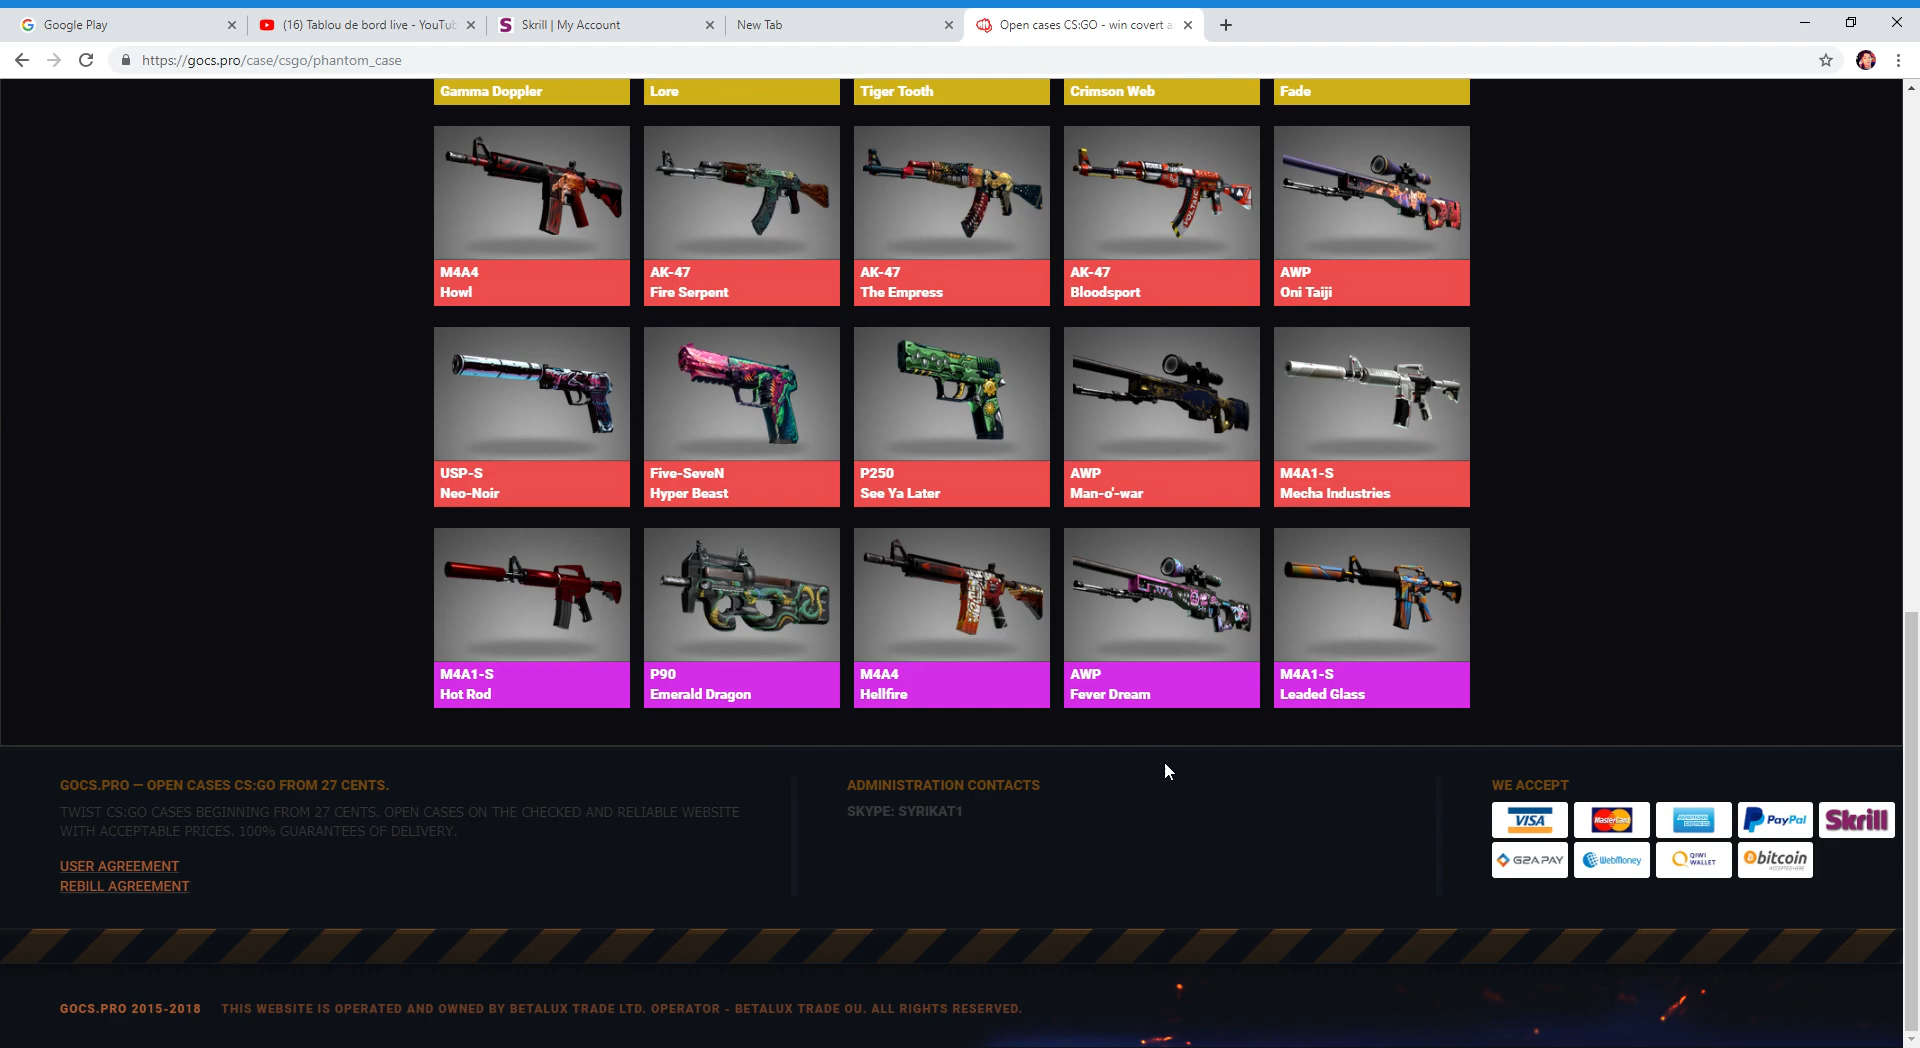 Google Play
(16) Tablou de bord live - YouTub
Skrill | My Account
New Tab
Open cases CS:GO - win covert a
https://gocs.pro/case/csgo/phantom_case
Gamma Doppler
Lore
Tiger Tooth
Crimson Web
Fade
M4A4
Howl
AK-47
Fire Serpent
AK-47
The Empress
AK-47
Bloodsport
AWP
Oni Taiji
USP-S
Neo-Noir
Five-SeveN
Hyper Beast
P250
See Ya Later
AWP
Man-o'-war
M4A1-S
Mecha Industries
M4A1-S
Hot Rod
P90
Emerald Dragon
M4A4
Hellfire
AWP
Fever Dream
M4A1-S
Leaded Glass
GOCS.PRO — OPEN CASES CS:GO FROM 27 CENTS.
TWIST CS:GO CASES BEGINNING FROM 27 CENTS. OPEN CASES ON THE CHECKED AND RELIABLE WEBSITE
WITH ACCEPTABLE PRICES. 100% GUARANTEES OF DELIVERY.
USER AGREEMENT
REBILL AGREEMENT
ADMINISTRATION CONTACTS
SKYPE: SYRIKAT1
WE ACCEPT
VISA
MasterCard
AMERICAN EXPRESS
PayPal
Skrill
G2A PAY
WebMoney
QIWI WALLET
bitcoin
ACCEPTED HERE
GOCS.PRO 2015-2018 THIS WEBSITE IS OPERATED AND OWNED BY BETALUX TRADE LTD. OPERATOR - BETALUX TRADE OU. ALL RIGHTS RESERVED.